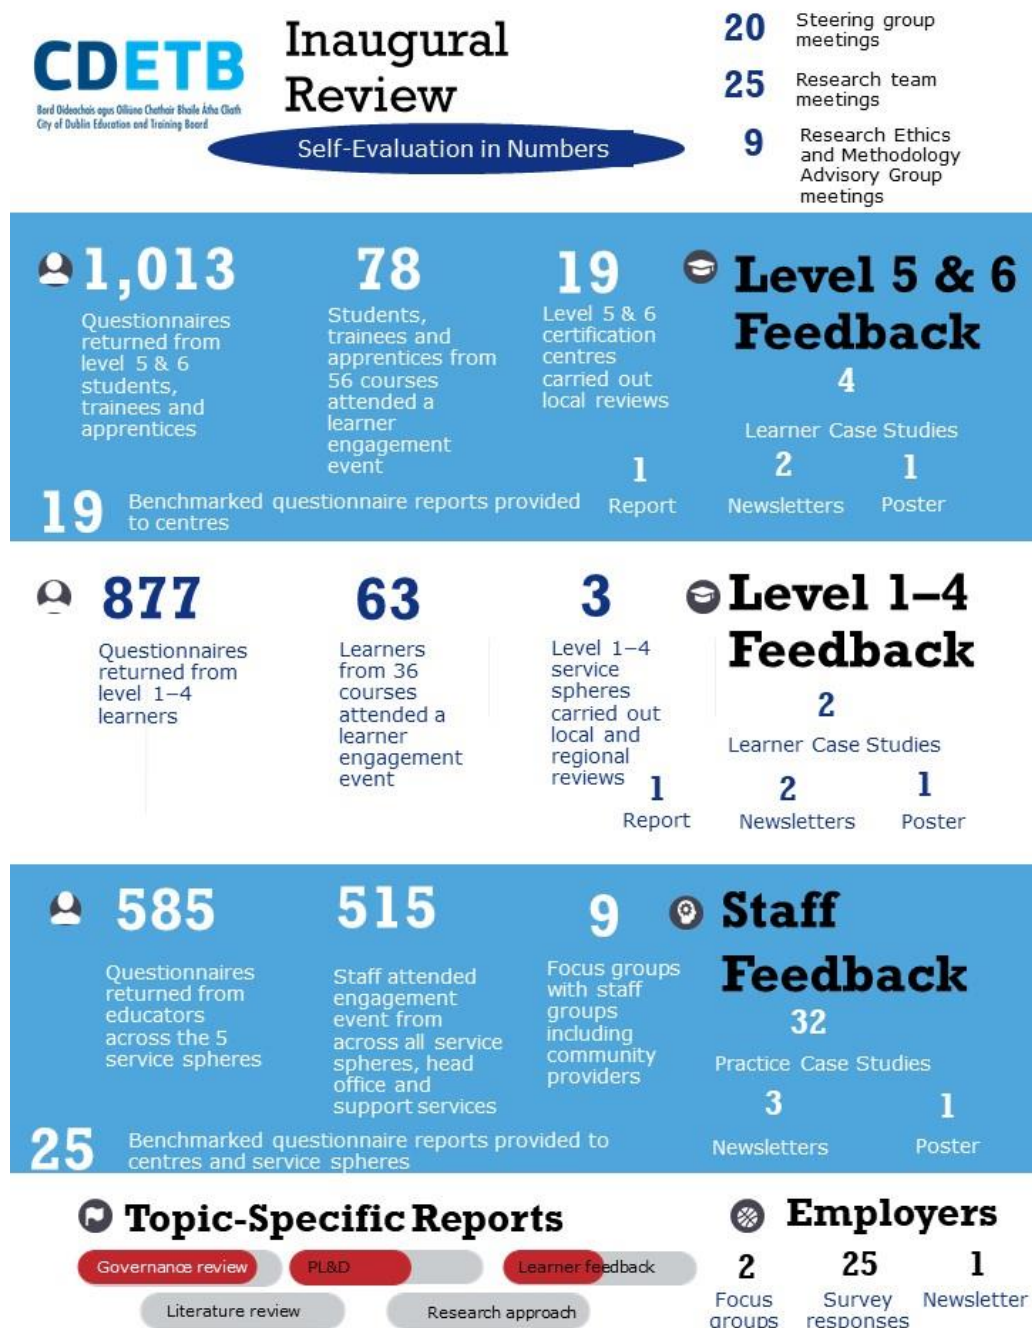 CDETB
Bord Oideachais agus Oiliúna Chathair Bhaile Átha Cliath
City of Dublin Education and Training Board
Inaugural
Review
Self-Evaluation in Numbers
20
Steering group
meetings
25
Research team
meetings
9
Research Ethics
and Methodology
Advisory Group
meetings
1,013
Questionnaires
returned from
level 5 & 6
students,
trainees and
apprentices
78
Students,
trainees and
apprentices from
56 courses
attended a
learner
engagement
event
19
Level 5 & 6
certification
centres
carried out
local reviews
Level 5 & 6
Feedback
4
Learner Case Studies
1
Report
2
Newsletters
1
Poster
19
Benchmarked questionnaire reports provided
to centres
877
Questionnaires
returned from
level 1–4
learners
63
Learners
from 36
courses
attended a
learner
engagement
event
3
Level 1–4
service
spheres
carried out
local and
regional
reviews
Level 1–4
Feedback
2
Learner Case Studies
1
Report
2
Newsletters
1
Poster
585
Questionnaires
returned from
educators
across the 5
service spheres
515
Staff attended
engagement
event from
across all service
spheres, head
office and
support services
9
Focus groups
with staff
groups
including
community
providers
Staff
Feedback
32
Practice Case Studies
3
Newsletters
1
Poster
25
Benchmarked questionnaire reports provided to
centres and service spheres
Topic-Specific Reports
Governance review
PL&D
Learner feedback
Literature review
Research approach
Employers
2
Focus
groups
25
Survey
responses
1
Newsletter